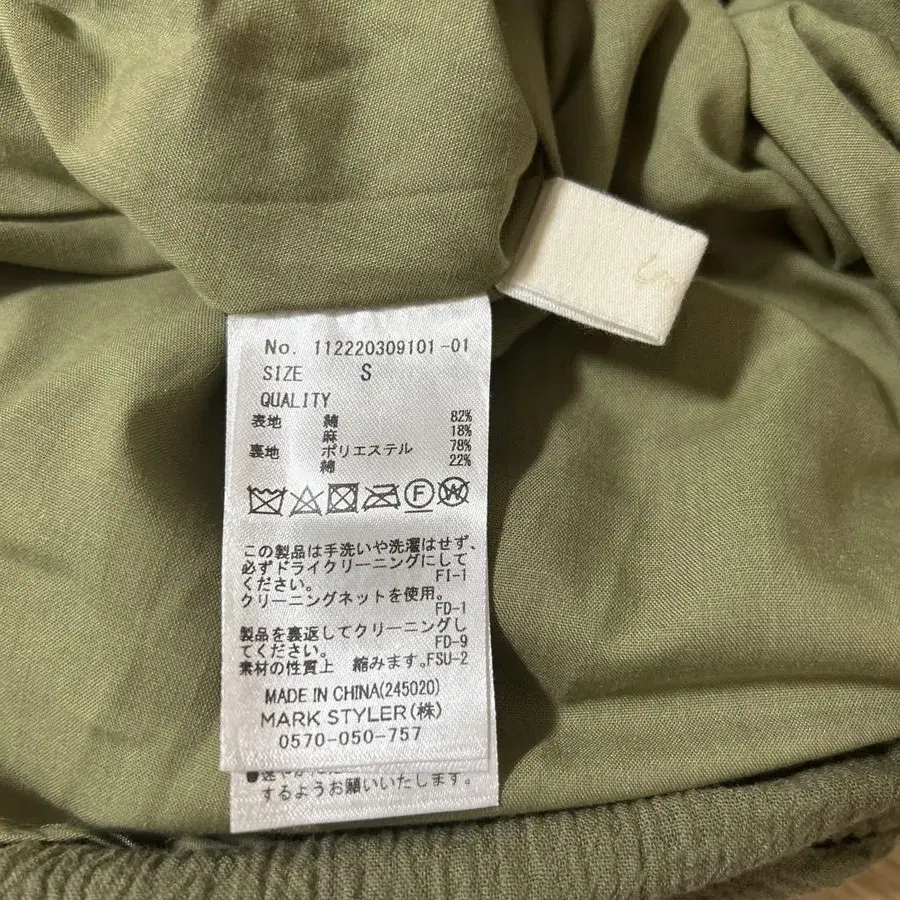 No. 112220309101-01
SIZE S
QUALITY
表地 綿 82%
麻 18%
裏地 ポリエステル 78%
綿 22%
F W
この製品は手洗いや洗濯はせず、
必ずドライクリーニングにして
ください。 FI-1
クリーニングネットを使用。
FD-1
製品を裏返してクリーニングし
てください。 FD-9
素材の性質上 縮みます。FSU-2
MADE IN CHINA(245020)
MARK STYLER(株)
0570-050-757
するようお願いいたします。